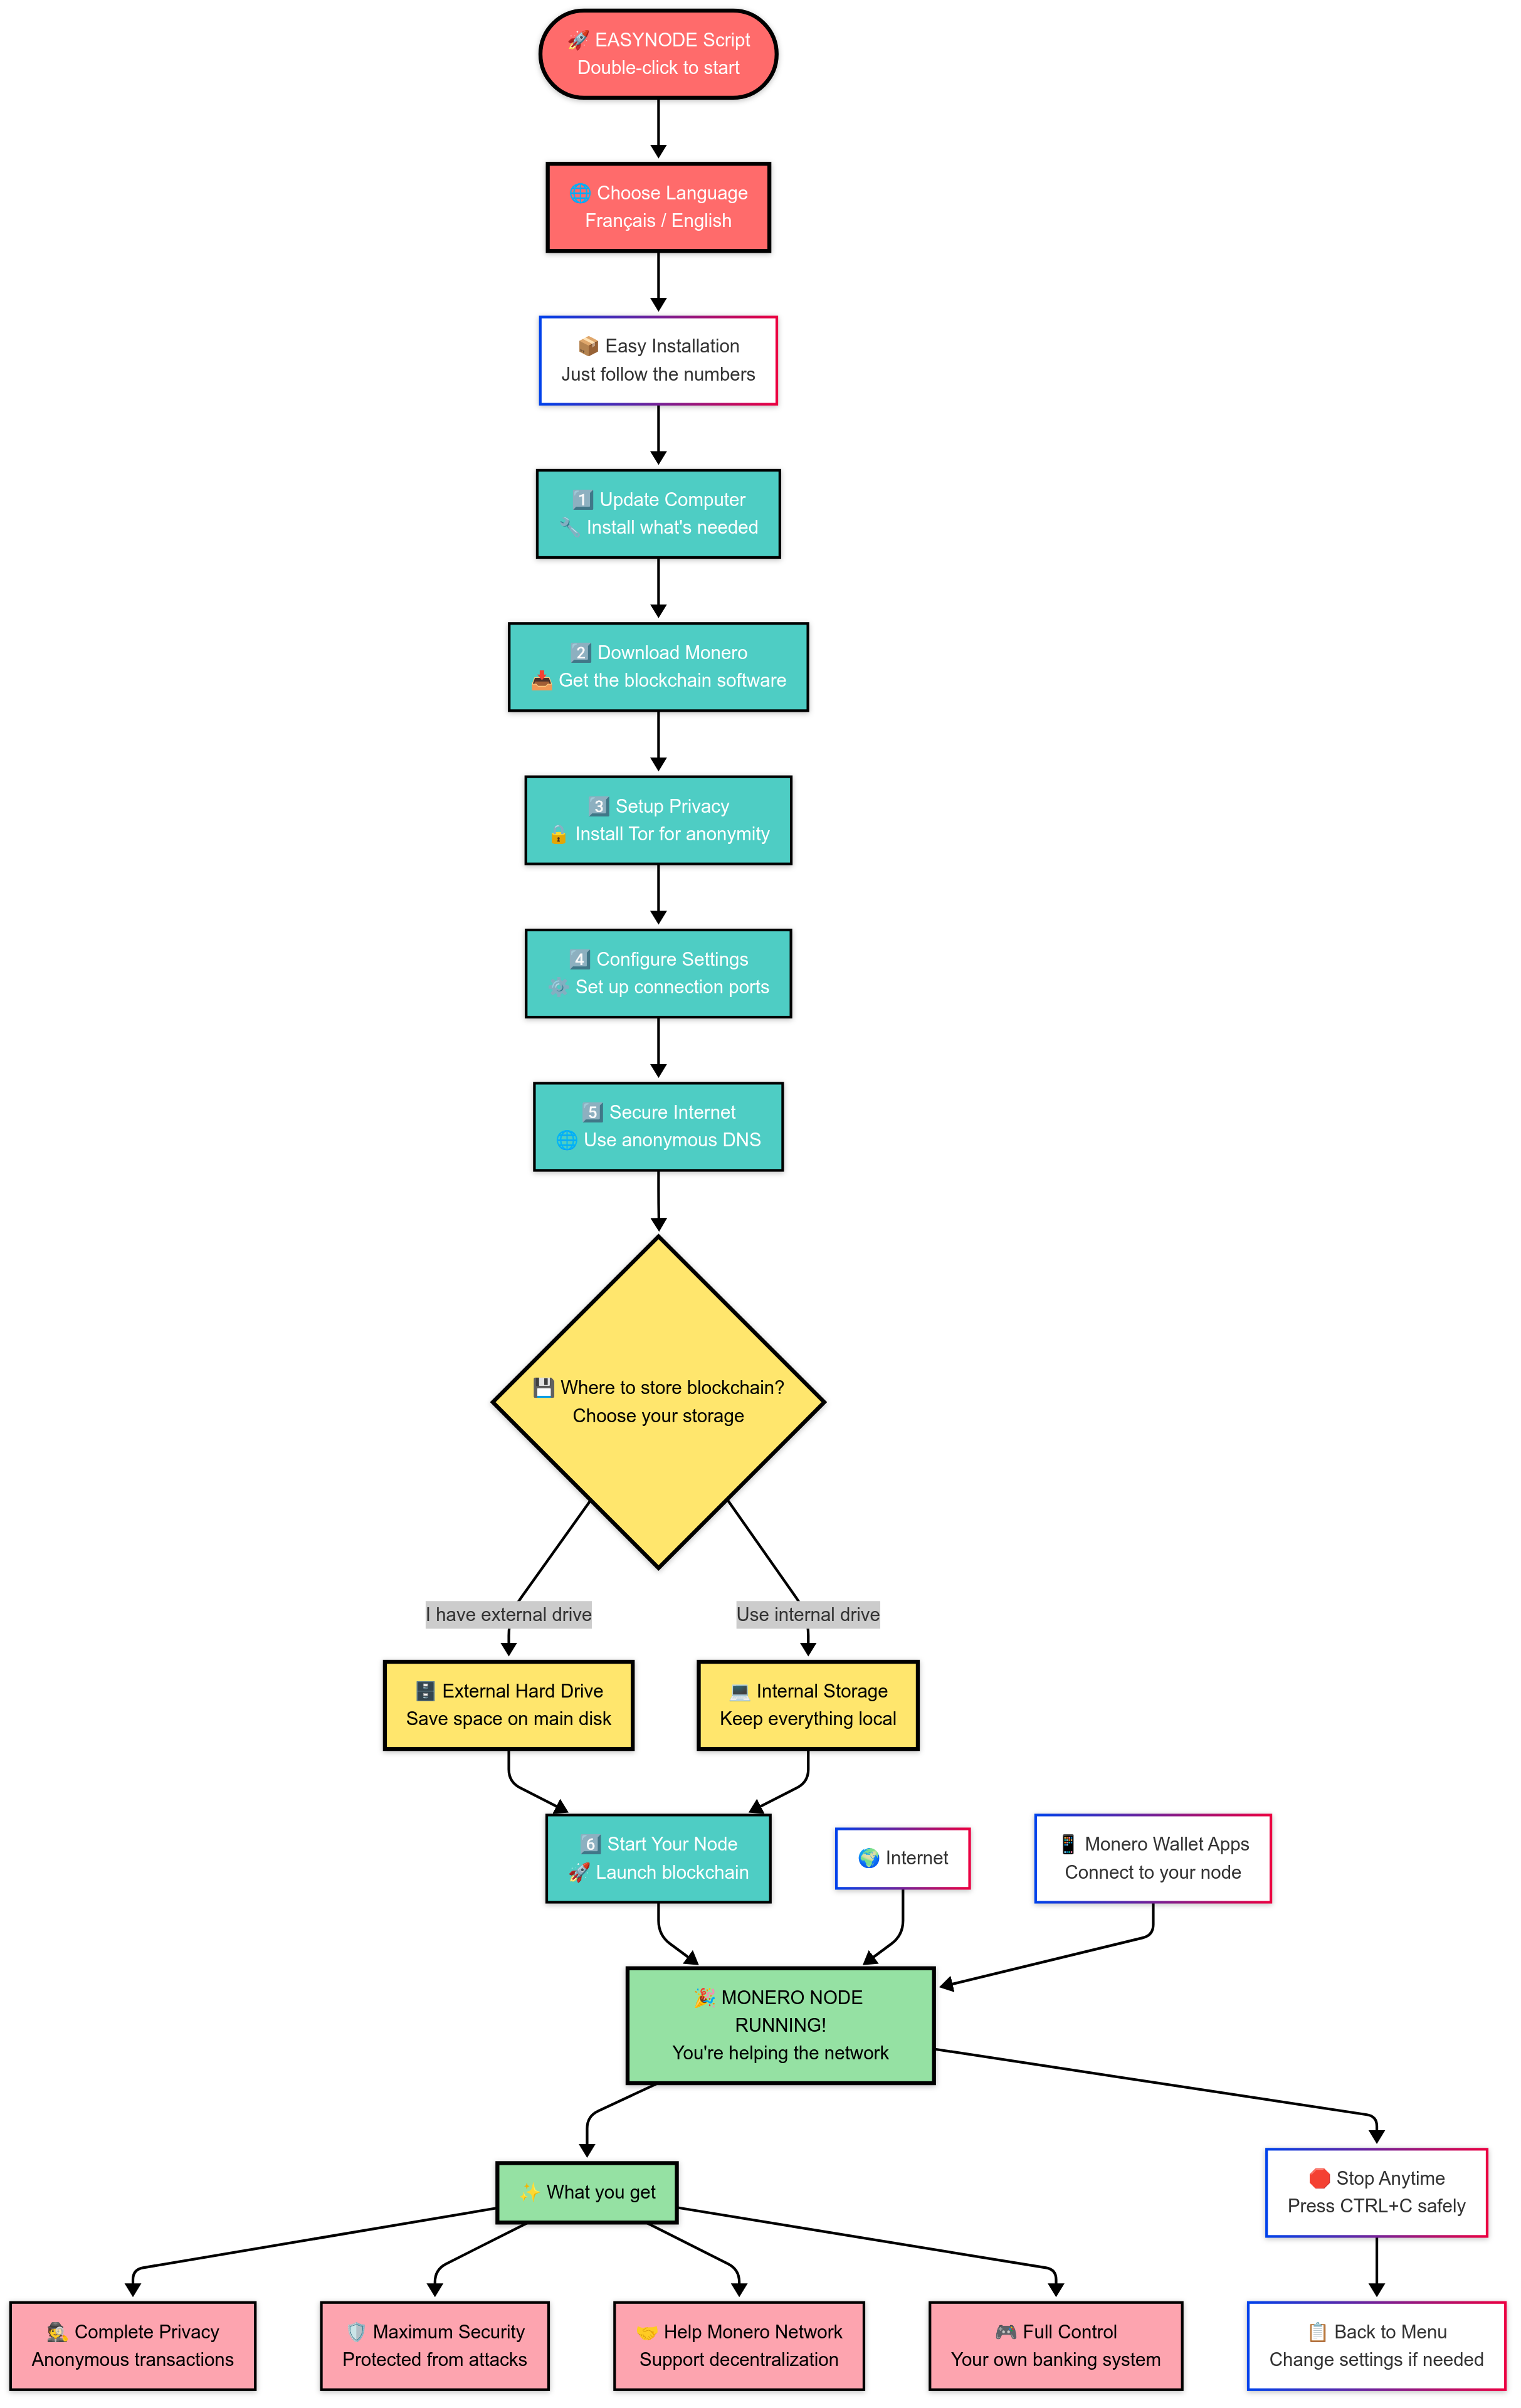 🚀 EASYNODE Script
Double-click to start
🌐 Choose Language
Français / English
📦 Easy Installation
Just follow the numbers
1️⃣ Update Computer
🔧 Install what's needed
2️⃣ Download Monero
📥 Get the blockchain software
3️⃣ Setup Privacy
🔒 Install Tor for anonymity
4️⃣ Configure Settings
⚙️ Set up connection ports
5️⃣ Secure Internet
🌐 Use anonymous DNS
💾 Where to store blockchain?
Choose your storage
I have external drive
Use internal drive
🗄️ External Hard Drive
Save space on main disk
💻 Internal Storage
Keep everything local
6️⃣ Start Your Node
🚀 Launch blockchain
🌍 Internet
📱 Monero Wallet Apps
Connect to your node
🎉 MONERO NODE
RUNNING!
You're helping the network
✨ What you get
🛑 Stop Anytime
Press CTRL+C safely
🕵️ Complete Privacy
Anonymous transactions
🛡️ Maximum Security
Protected from attacks
🤝 Help Monero Network
Support decentralization
🎮 Full Control
Your own banking system
📋 Back to Menu
Change settings if needed